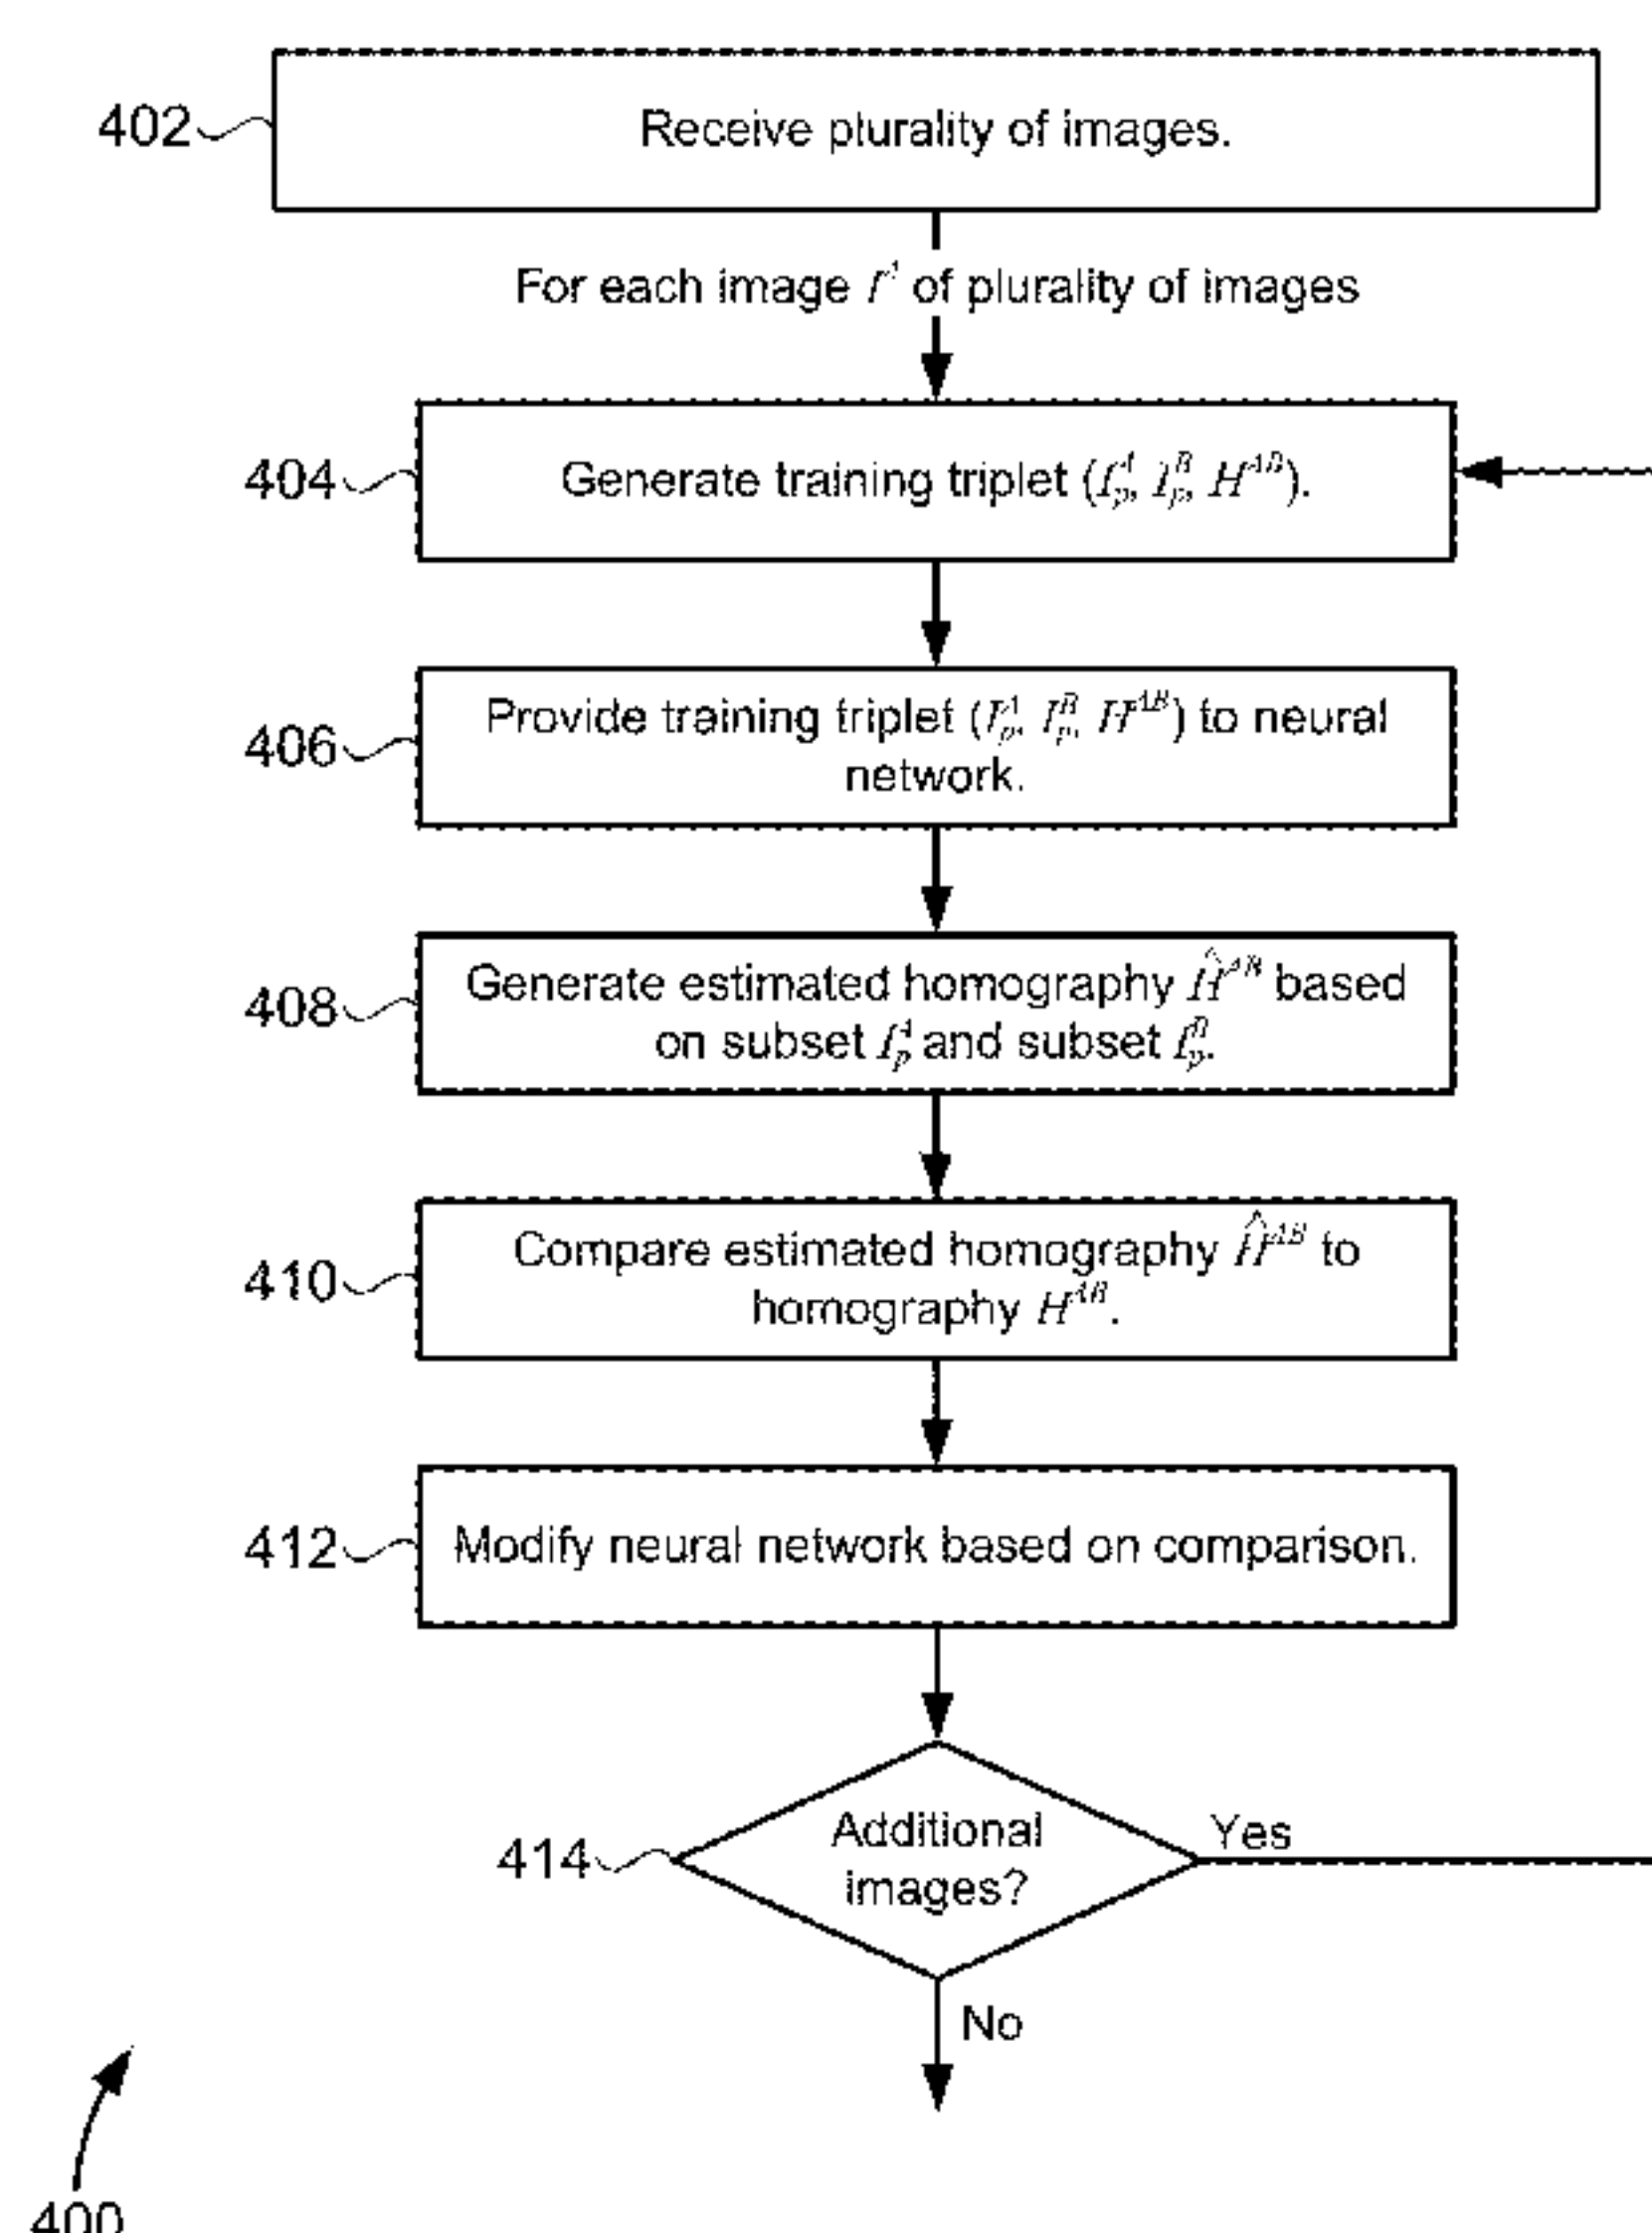 402
Receive plurality of images.
For each image I^A of plurality of images
404
Generate training triplet (I_p^A, I_p^B, H^AB).
406
Provide training triplet (I_p^A, I_p^B, H^AB) to neural
network.
408
Generate estimated homography Ĥ^AB based
on subset I_p^A and subset I_p^B.
410
Compare estimated homography Ĥ^AB to
homography H^AB.
412
Modify neural network based on comparison.
414
Additional
images?
Yes
No
400